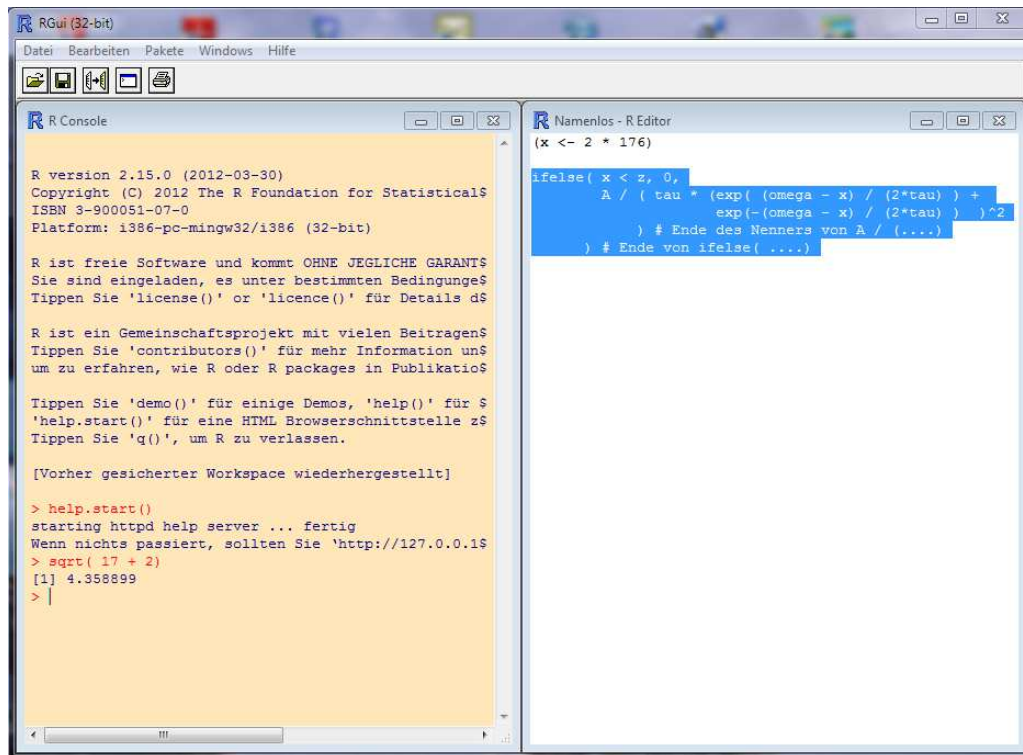 RGui (32-bit)
Datei Bearbeiten Pakete Windows Hilfe
R Console
R version 2.15.0 (2012-03-30)
Copyright (C) 2012 The R Foundation for Statistical$
ISBN 3-900051-07-0
Platform: i386-pc-mingw32/i386 (32-bit)
R ist freie Software und kommt OHNE JEGLICHE GARANT$
Sie sind eingeladen, es unter bestimmten Bedingunge$
Tippen Sie 'license()' or 'licence()' für Details d$
R ist ein Gemeinschaftsprojekt mit vielen Beitragen$
Tippen Sie 'contributors()' für mehr Information un$
um zu erfahren, wie R oder R packages in Publikatio$
Tippen Sie 'demo()' für einige Demos, 'help()' für $
'help.start()' für eine HTML Browserschnittstelle z$
Tippen Sie 'q()', um R zu verlassen.
[Vorher gesicherter Workspace wiederhergestellt]
> help.start()
starting httpd help server ... fertig
Wenn nichts passiert, sollten Sie ‘http://127.0.0.1$
> sqrt( 17 + 2)
[1] 4.358899
>
Namenlos - R Editor
(x <- 2 * 176)
ifelse( x < z, 0,
A / ( tau * (exp( (omega - x) / (2*tau) ) +
exp(-(omega - x) / (2*tau) ) )^2
) # Ende des Nenners von A / (....)
) # Ende von ifelse( ....)